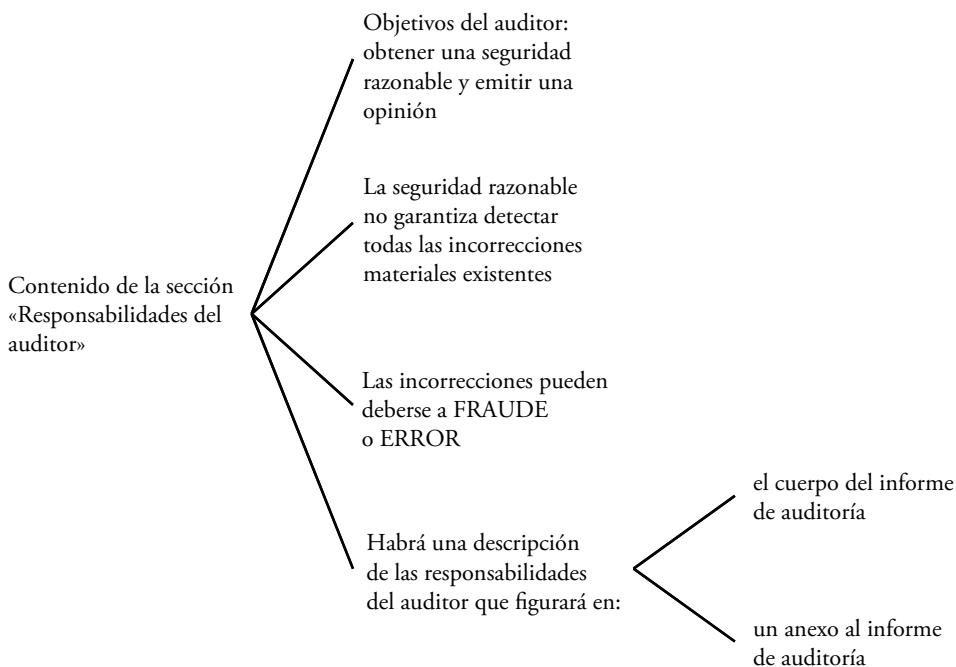 Objetivos del auditor:
obtener una seguridad
razonable y emitir una
opinión
La seguridad razonable
no garantiza detectar
todas las incorrecciones
materiales existentes
Contenido de la sección
«Responsabilidades del
auditor»
Las incorrecciones pueden
deberse a FRAUDE
o ERROR
Habrá una descripción
de las responsabilidades
del auditor que figurará en:
el cuerpo del informe
de auditoría
un anexo al informe
de auditoría